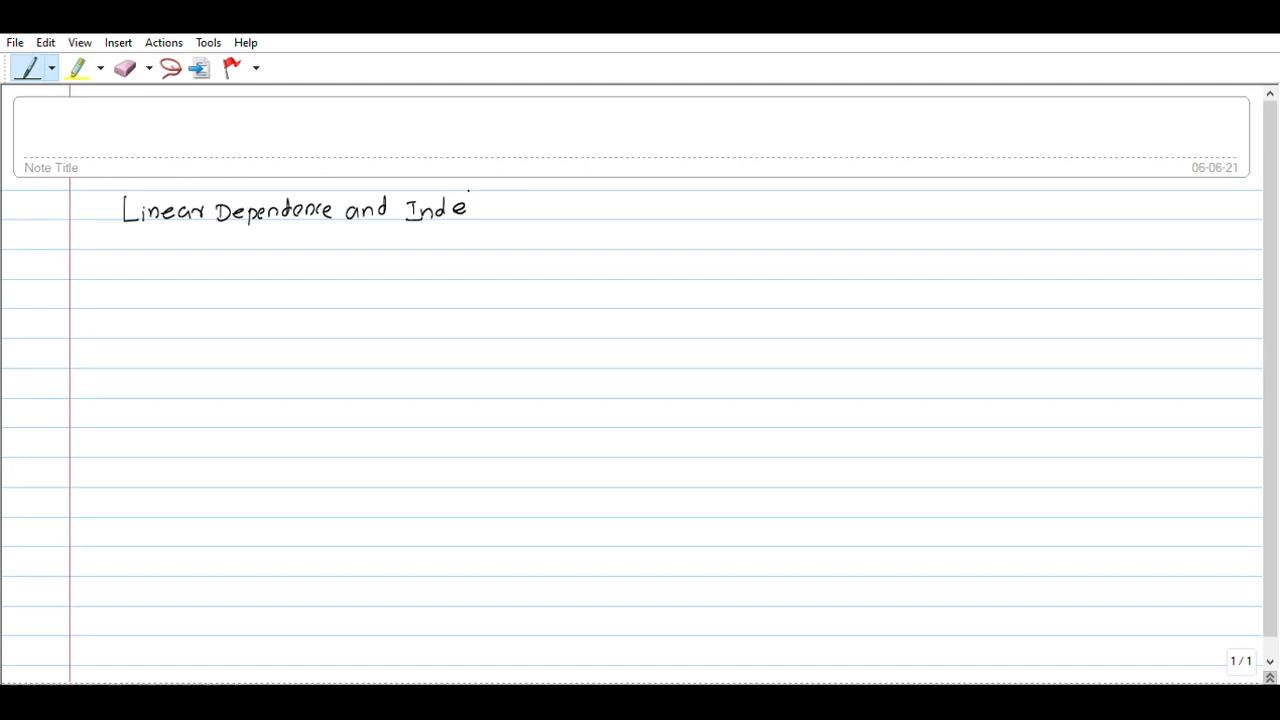 File Edit View Insert Actions Tools Help
Note Title 06-06-21
Linear Dependence and Inde
1 / 1